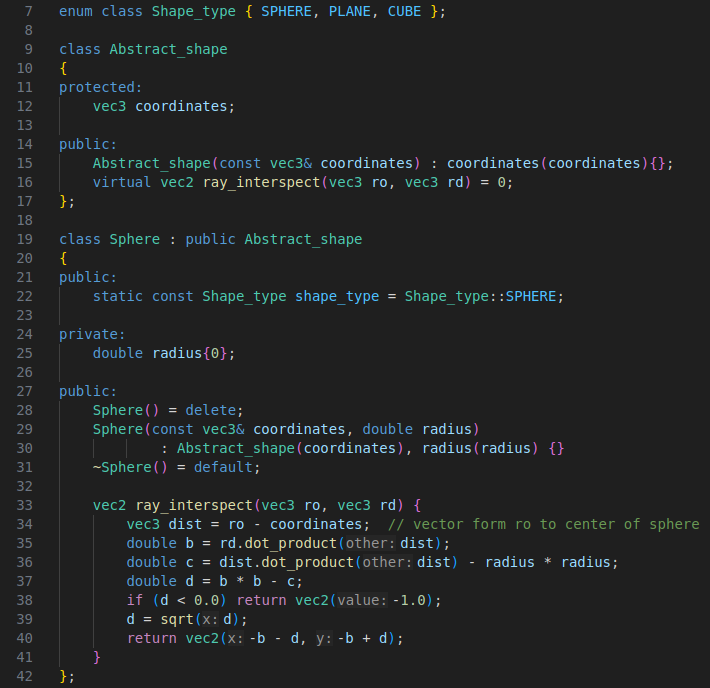 7 enum class Shape_type { SPHERE, PLANE, CUBE };
8
9 class Abstract_shape
10 {
11 protected:
12     vec3 coordinates;
13
14 public:
15     Abstract_shape(const vec3& coordinates) : coordinates(coordinates){};
16     virtual vec2 ray_interspect(vec3 ro, vec3 rd) = 0;
17 };
18
19 class Sphere : public Abstract_shape
20 {
21 public:
22     static const Shape_type shape_type = Shape_type::SPHERE;
23
24 private:
25     double radius{0};
26
27 public:
28     Sphere() = delete;
29     Sphere(const vec3& coordinates, double radius)
30             : Abstract_shape(coordinates), radius(radius) {}
31     ~Sphere() = default;
32
33     vec2 ray_interspect(vec3 ro, vec3 rd) {
34         vec3 dist = ro - coordinates;  // vector form ro to center of sphere
35         double b = rd.dot_product(other: dist);
36         double c = dist.dot_product(other: dist) - radius * radius;
37         double d = b * b - c;
38         if (d < 0.0) return vec2(value: -1.0);
39         d = sqrt(x: d);
40         return vec2(x: -b - d, y: -b + d);
41     }
42 };